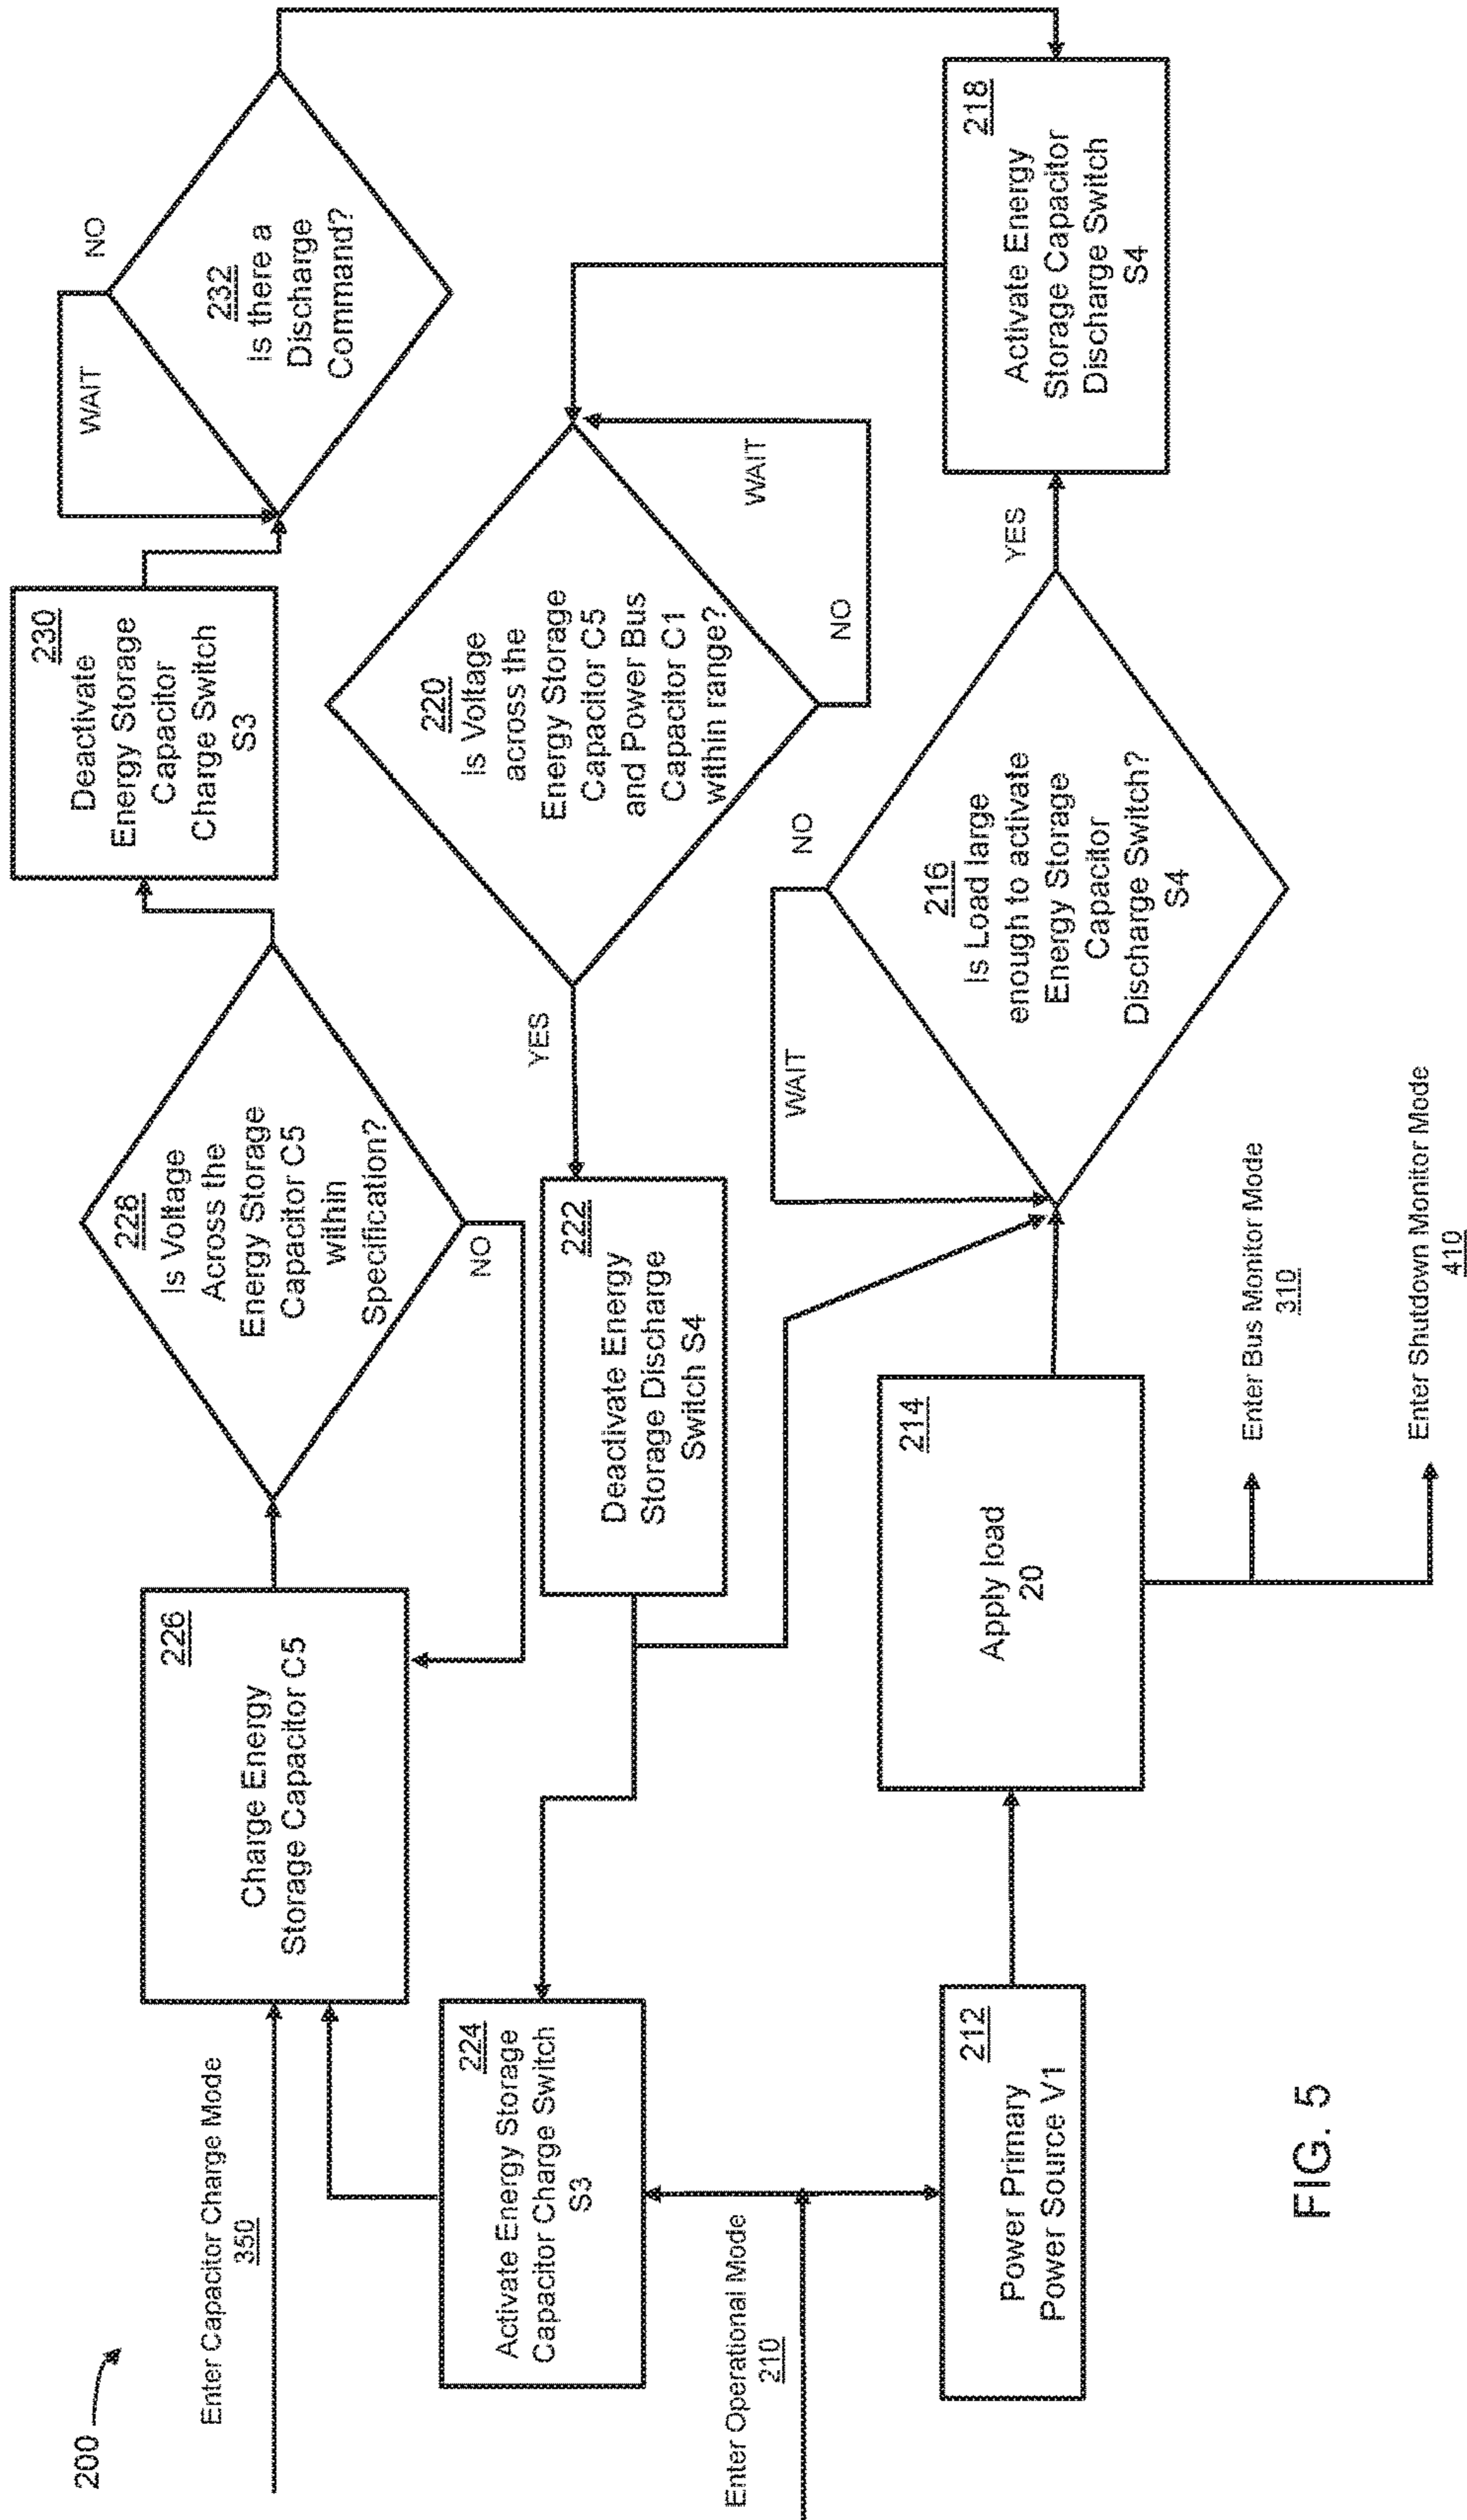 200
Enter Capacitor Charge Mode
350
226
Charge Energy
Storage Capacitor C5
228
Is Voltage
Across the
Energy Storage
Capacitor C5
within
Specification?
NO
230
Deactivate
Energy Storage
Capacitor
Charge Switch
S3
WAIT
NO
232
Is there a
Discharge
Command?
224
Activate Energy Storage
Capacitor Charge Switch
S3
222
Deactivate Energy
Storage Discharge
Switch S4
YES
220
Is Voltage
across the
Energy Storage
Capacitor C5
and Power Bus
Capacitor C1
within range?
NO
WAIT
Enter Operational Mode
210
212
Power Primary
Power Source V1
214
Apply load
20
WAIT
NO
216
Is Load large
enough to activate
Energy Storage
Capacitor
Discharge Switch?
S4
YES
218
Activate Energy
Storage Capacitor
Discharge Switch
S4
Enter Bus Monitor Mode
310
Enter Shutdown Monitor Mode
410
FIG. 5